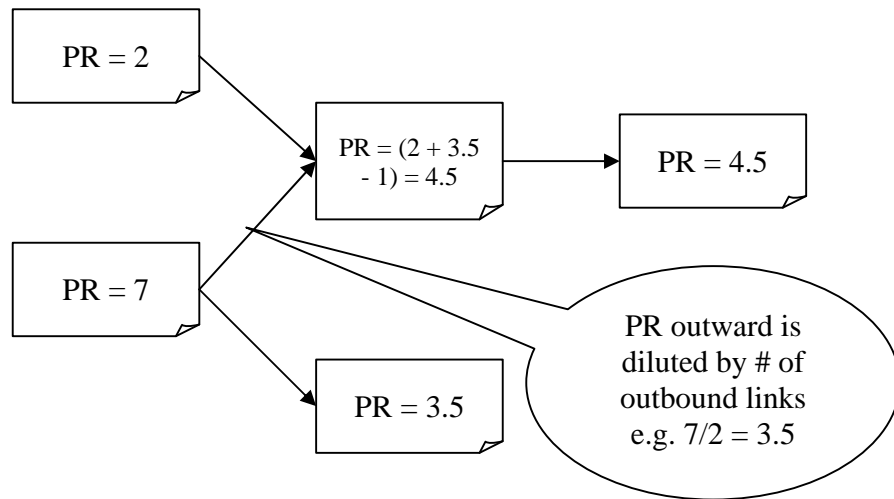 PR = 2
PR = (2 + 3.5
- 1) = 4.5
PR = 4.5
PR = 7
PR = 3.5
PR outward is
diluted by # of
outbound links
e.g. 7/2 = 3.5